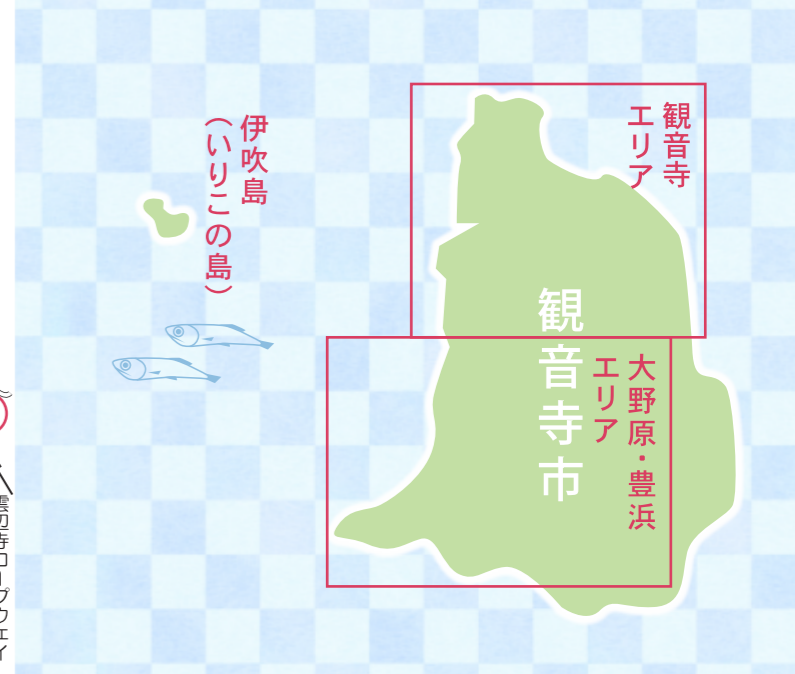 観音寺
エリア
伊吹島
（いりこの島）
観音寺市
大野原・豊浜
エリア
雲辺寺ロープウェイ